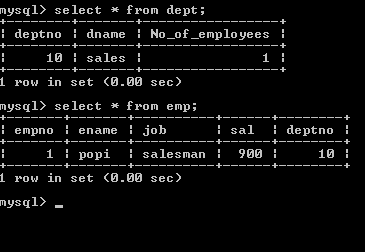 mysql> select * from dept;
+--------+-------+-----------------+
¦ deptno ¦ dname ¦ No_of_employees ¦
+--------+-------+-----------------+
¦     10 ¦ sales ¦               1 ¦
+--------+-------+-----------------+
1 row in set (0.00 sec)
mysql> select * from emp;
+-------+-------+----------+------+--------+
¦ empno ¦ ename ¦ job      ¦ sal  ¦ deptno ¦
+-------+-------+----------+------+--------+
¦     1 ¦ popi  ¦ salesman ¦  900 ¦     10 ¦
+-------+-------+----------+------+--------+
1 row in set (0.00 sec)
mysql> _